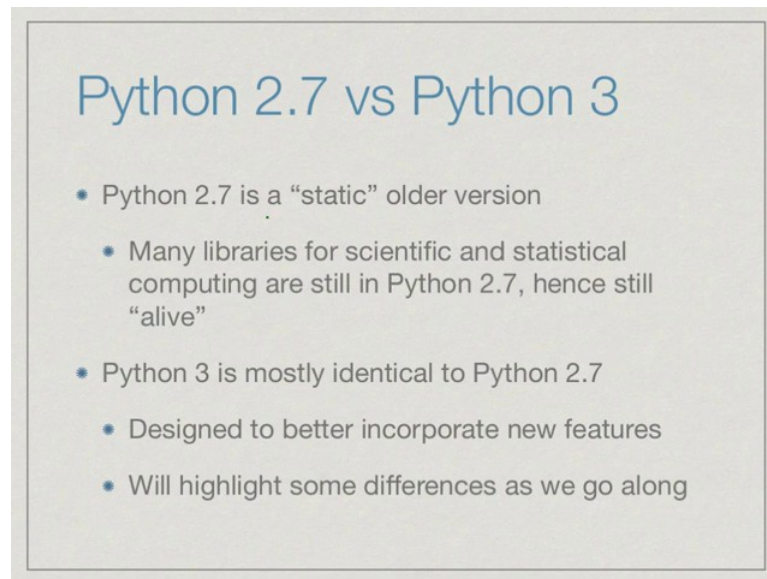 Python 2.7 vs Python 3
Python 2.7 is a “static” older version
Many libraries for scientific and statistical
computing are still in Python 2.7, hence still
“alive”
Python 3 is mostly identical to Python 2.7
Designed to better incorporate new features
Will highlight some differences as we go along